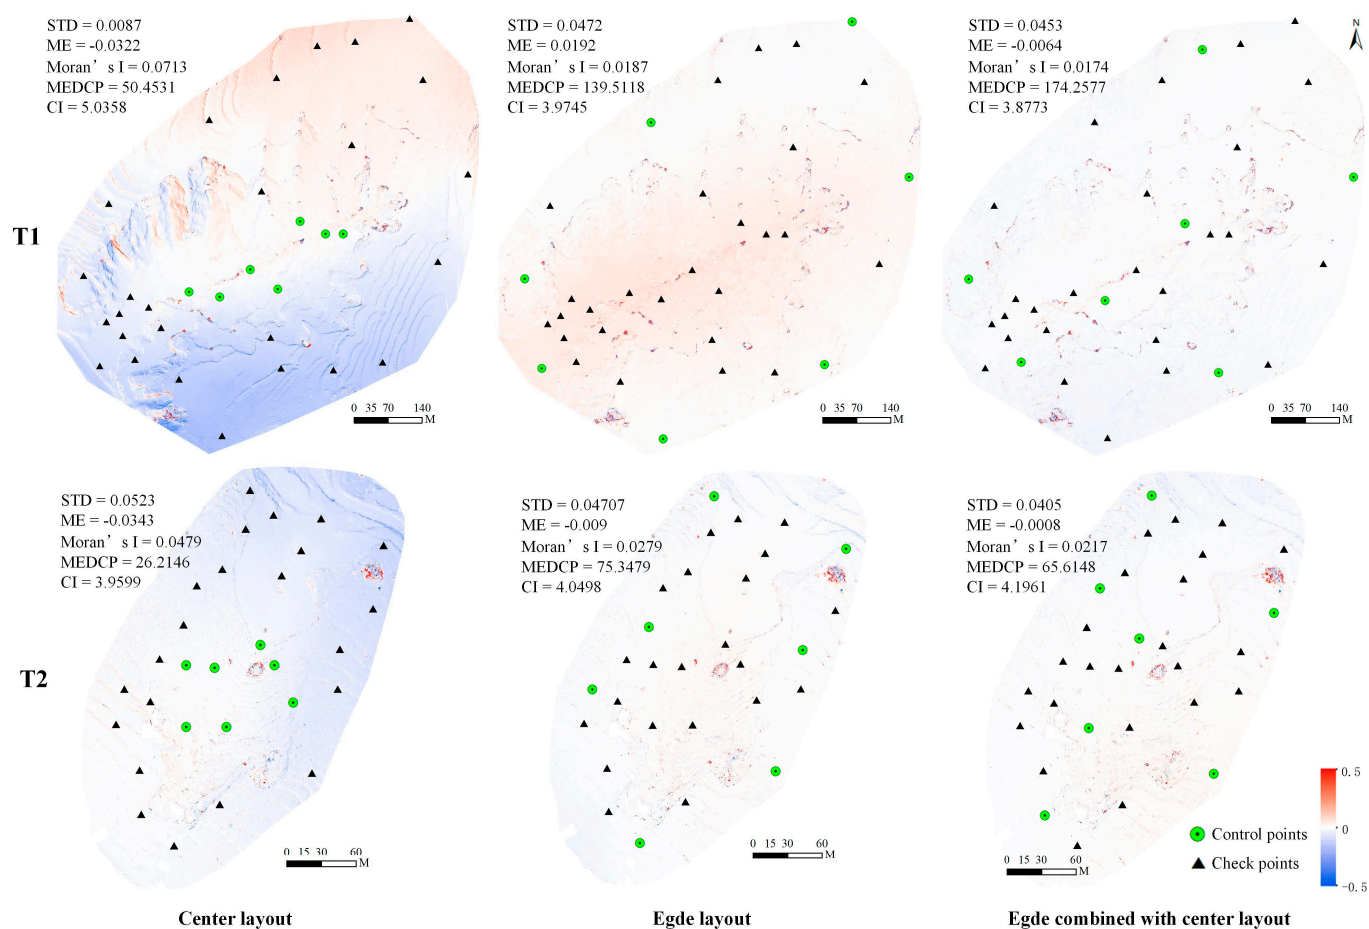 STD = 0.0087
ME = -0.0322
Moran’s I = 0.0713
MEDCP = 50.4531
CI = 5.0358
STD = 0.0472
ME = 0.0192
Moran’s I = 0.0187
MEDCP = 139.5118
CI = 3.9745
STD = 0.0453
ME = -0.0064
Moran’s I = 0.0174
MEDCP = 174.2577
CI = 3.8773
N
T1
0 35 70 140
M
0 35 70 140
M
0 35 70 140
M
STD = 0.0523
ME = -0.0343
Moran’s I = 0.0479
MEDCP = 26.2146
CI = 3.9599
STD = 0.04707
ME = -0.009
Moran’s I = 0.0279
MEDCP = 75.3479
CI = 4.0498
STD = 0.0405
ME = -0.0008
Moran’s I = 0.0217
MEDCP = 65.6148
CI = 4.1961
T2
0 15 30 60
M
0 15 30 60
M
0 15 30 60
M
Control points
Check points
0.5
0
-0.5
Center layout
Egde layout
Egde combined with center layout